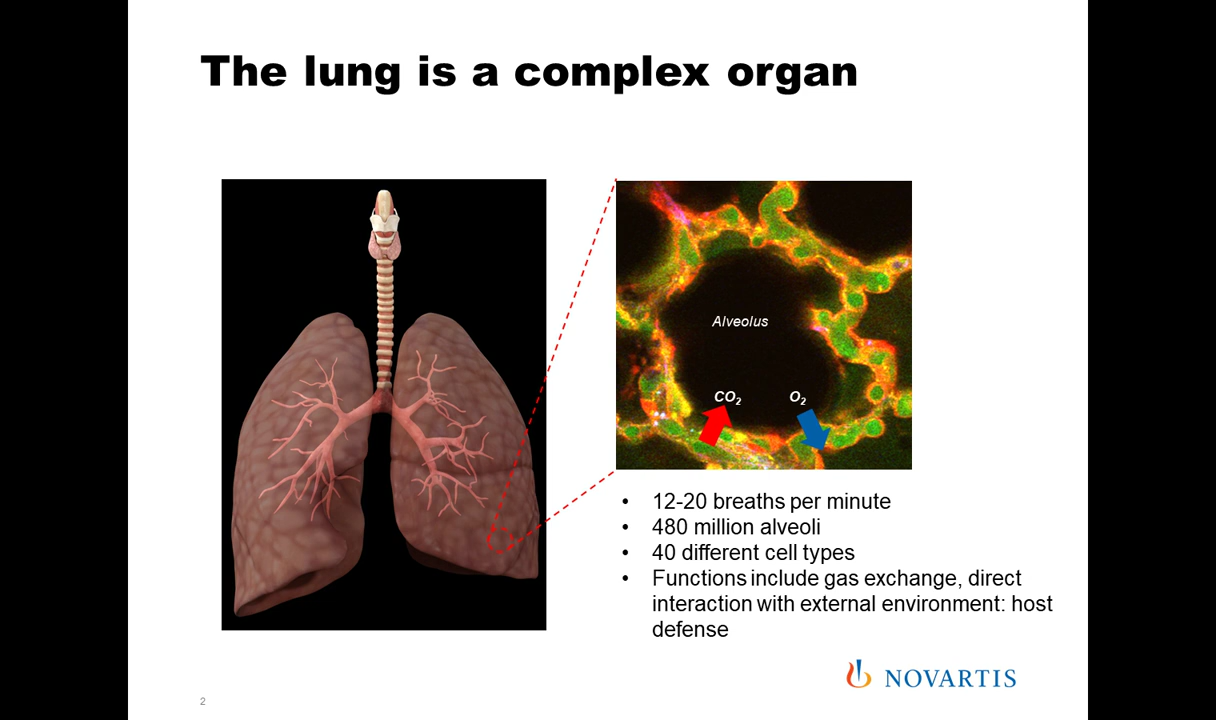 The lung is a complex organ
Alveolus
CO₂
O₂
• 12-20 breaths per minute
• 480 million alveoli
• 40 different cell types
• Functions include gas exchange, direct
interaction with external environment: host
defense
NOVARTIS
2